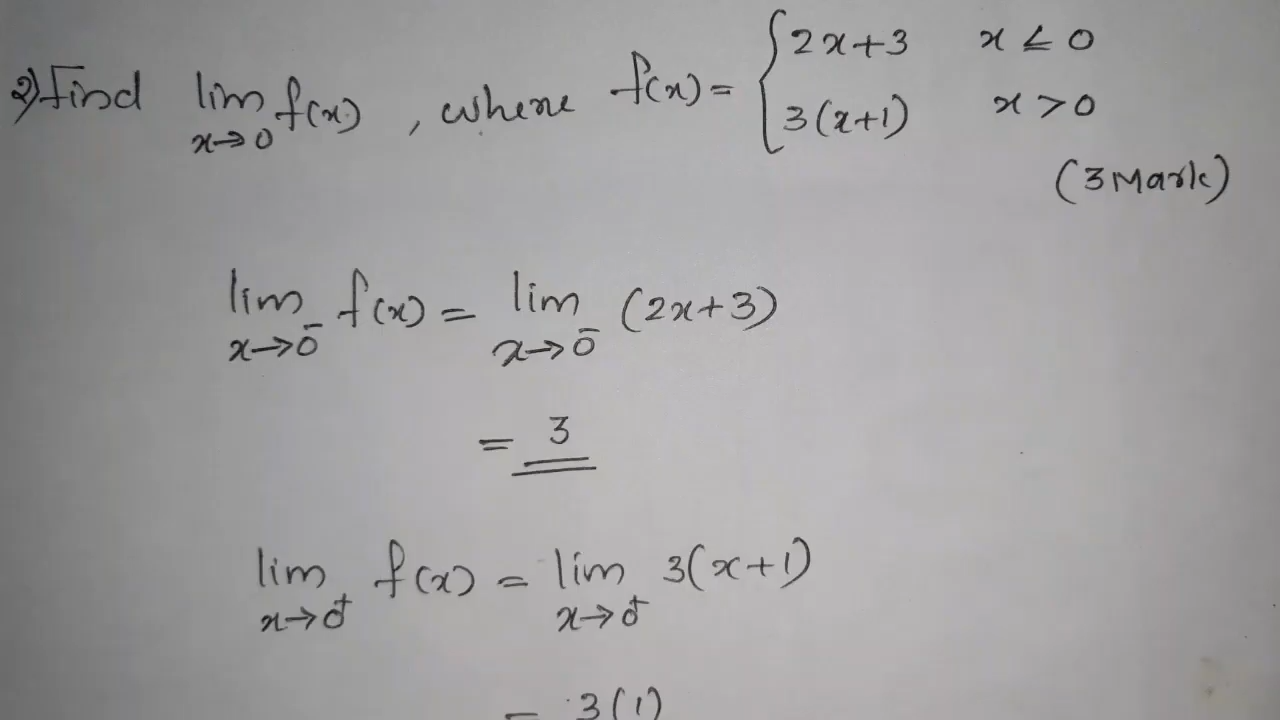 2) Find lim f(x), where f(x) = { 2x+3 x ≤ 0
x→0 3(x+1) x > 0
(3 Mark)
lim f(x) = lim (2x+3)
x→0⁻ x→0⁻
= 3
lim f(x) = lim 3(x+1)
x→0⁺ x→0⁺
= 3(1)